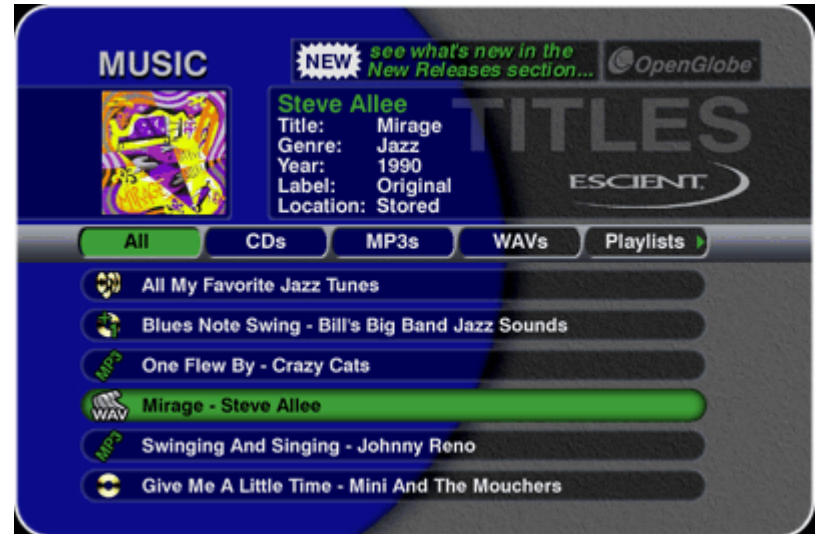 MUSIC
NEW see what's new in the
New Releases section...
OpenGlobe
TITLES
ESCIENT.
MIRAGE
Steve Allee
Title: Mirage
Genre: Jazz
Year: 1990
Label: Original
Location: Stored
All CDs MP3s WAVs Playlists
All My Favorite Jazz Tunes
Blues Note Swing - Bill's Big Band Jazz Sounds
MP3 One Flew By - Crazy Cats
WAV Mirage - Steve Allee
MP3 Swinging And Singing - Johnny Reno
Give Me A Little Time - Mini And The Mouchers